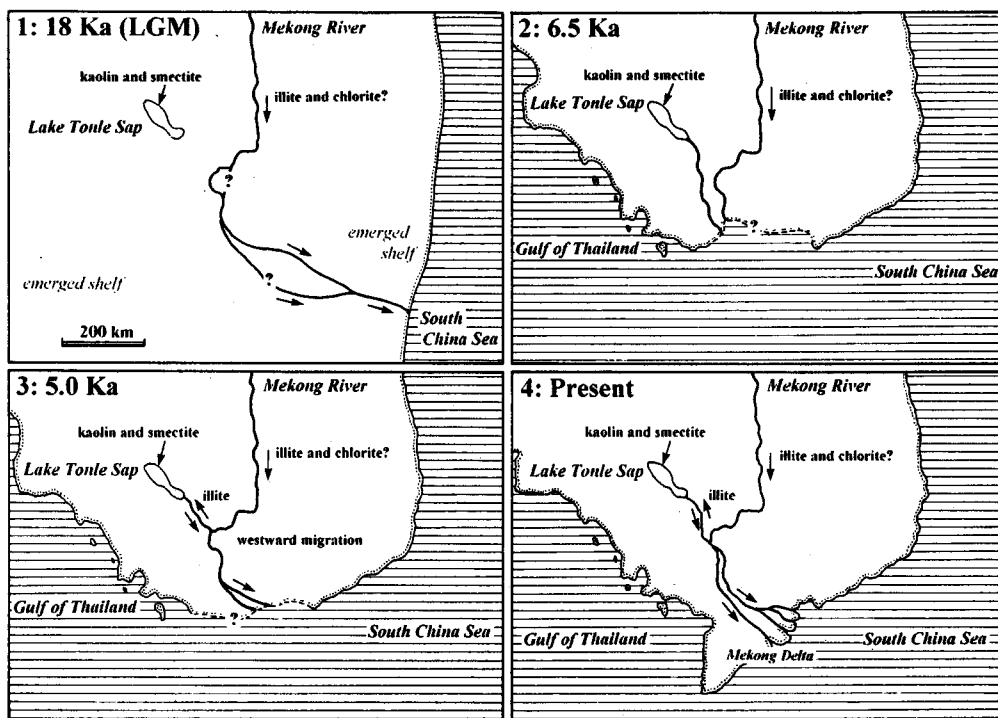 1: 18 Ka (LGM)
Mekong River
kaolin and smectite
illite and chlorite?
Lake Tonle Sap
?
emerged shelf
?
emerged shelf
200 km
South
China Sea
2: 6.5 Ka
Mekong River
kaolin and smectite
Lake Tonle Sap
illite and chlorite?
?
Gulf of Thailand
South China Sea
3: 5.0 Ka
Mekong River
kaolin and smectite
illite and chlorite?
Lake Tonle Sap
illite
westward migration
Gulf of Thailand
?
South China Sea
4: Present
Mekong River
kaolin and smectite
illite and chlorite?
Lake Tonle Sap
illite
Gulf of Thailand
South China Sea
Mekong Delta